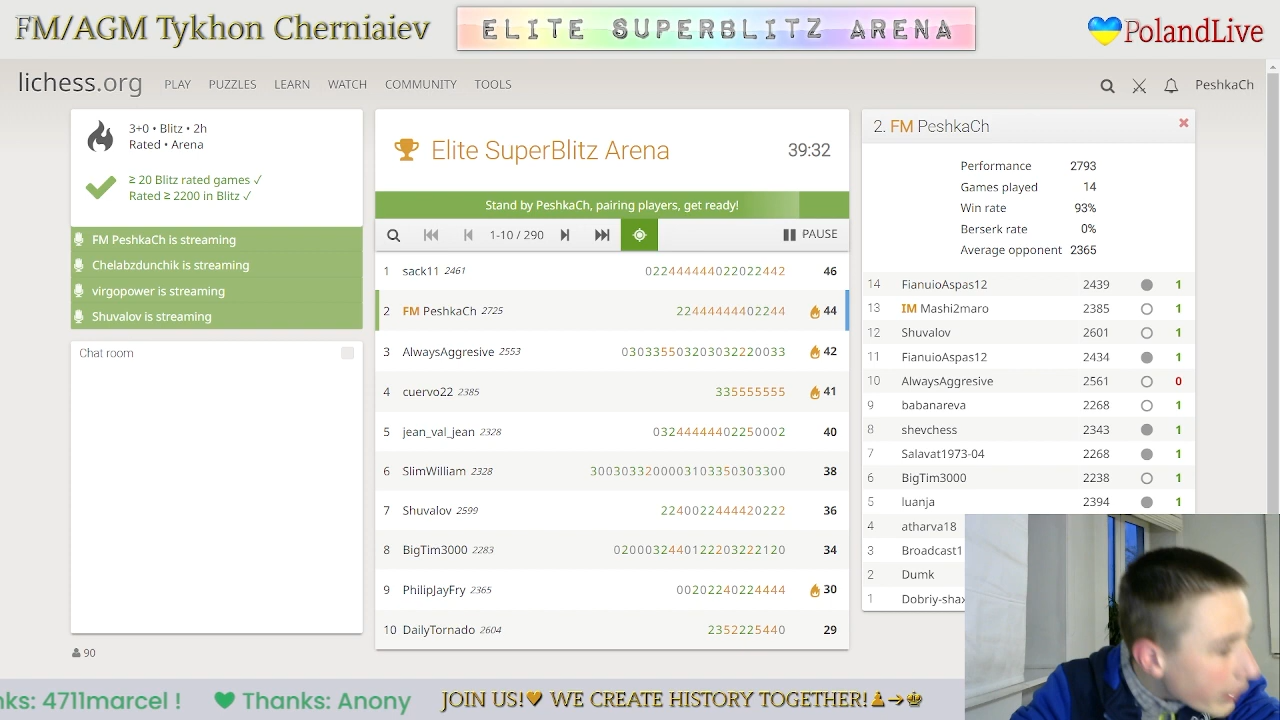 FM/AGM Tykhon Cherniaiev
ELITE SUPERBLITZ ARENA
PolandLive
lichess.org
PLAY PUZZLES LEARN WATCH COMMUNITY TOOLS
PeshkaCh
3+0 • Blitz • 2h
Rated • Arena
≥ 20 Blitz rated games ✓
Rated ≥ 2200 in Blitz ✓
FM PeshkaCh is streaming
Chelabzdunchik is streaming
virgopower is streaming
Shuvalov is streaming
Chat room
90
Elite SuperBlitz Arena 39:32
Stand by PeshkaCh, pairing players, get ready!
1-10 / 290 PAUSE
1 sack11 2461 022444444022022442 46
2 FM PeshkaCh 2725 22444444402244 44
3 AlwaysAggresive 2553 030335503203032220033 42
4 cuervo22 2385 335555555 41
5 jean_val_jean 2328 03244444402250002 40
6 SlimWilliam 2328 3003033200003103350303300 38
7 Shuvalov 2599 2240022444420222 36
8 BigTim3000 2283 0200032440122203222120 34
9 PhilipJayFry 2365 00202240224444 30
10 DailyTornado 2604 2352225440 29
2. FM PeshkaCh
Performance 2793
Games played 14
Win rate 93%
Berserk rate 0%
Average opponent 2365
14 FianuioAspas12 2439 1
13 IM Mashi2maro 2385 1
12 Shuvalov 2601 1
11 FianuioAspas12 2434 1
10 AlwaysAggresive 2561 0
9 babanareva 2268 1
8 shevchess 2343 1
7 Salavat1973-04 2268 1
6 BigTim3000 2238 1
5 luanja 2394 1
4 atharva18
3 Broadcast1
2 Dumk
1 Dobriy-shax
nks: 4711marcel ! Thanks: Anony
JOIN US! WE CREATE HISTORY TOGETHER!